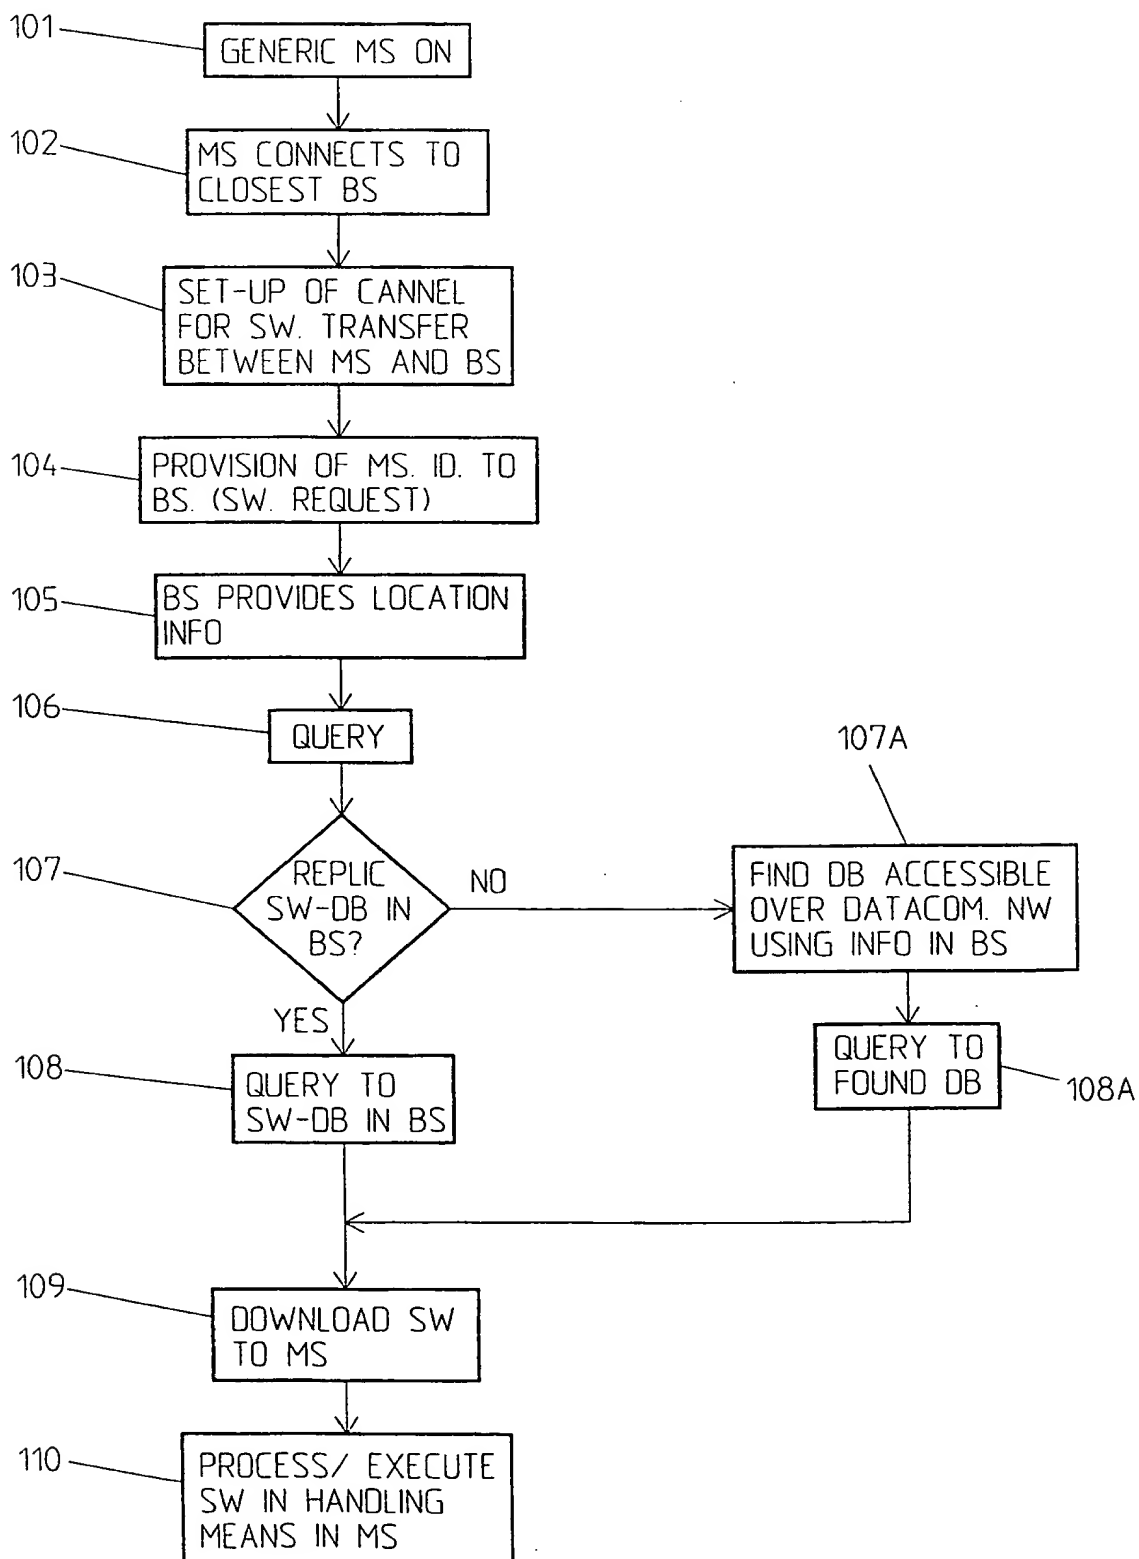 101
GENERIC MS ON
102
MS CONNECTS TO
CLOSEST BS
103
SET-UP OF CANNEL
FOR SW. TRANSFER
BETWEEN MS AND BS
104
PROVISION OF MS. ID. TO
BS. (SW. REQUEST)
105
BS PROVIDES LOCATION
INFO
106
QUERY
107
REPLIC
SW-DB IN
BS?
NO
107A
FIND DB ACCESSIBLE
OVER DATACOM. NW
USING INFO IN BS
YES
108
QUERY TO
SW-DB IN BS
QUERY TO
FOUND DB
108A
109
DOWNLOAD SW
TO MS
110
PROCESS/ EXECUTE
SW IN HANDLING
MEANS IN MS